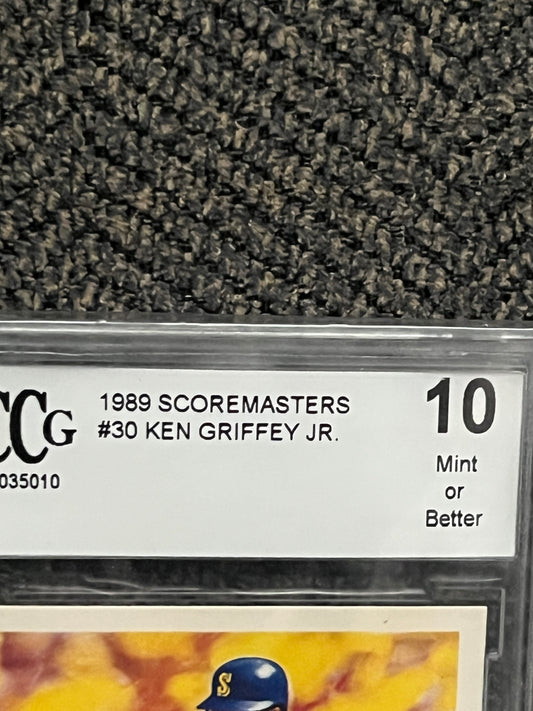 CCG
1989 SCOREMASTERS
#30 KEN GRIFFEY JR.
035010
10
Mint
or
Better
S